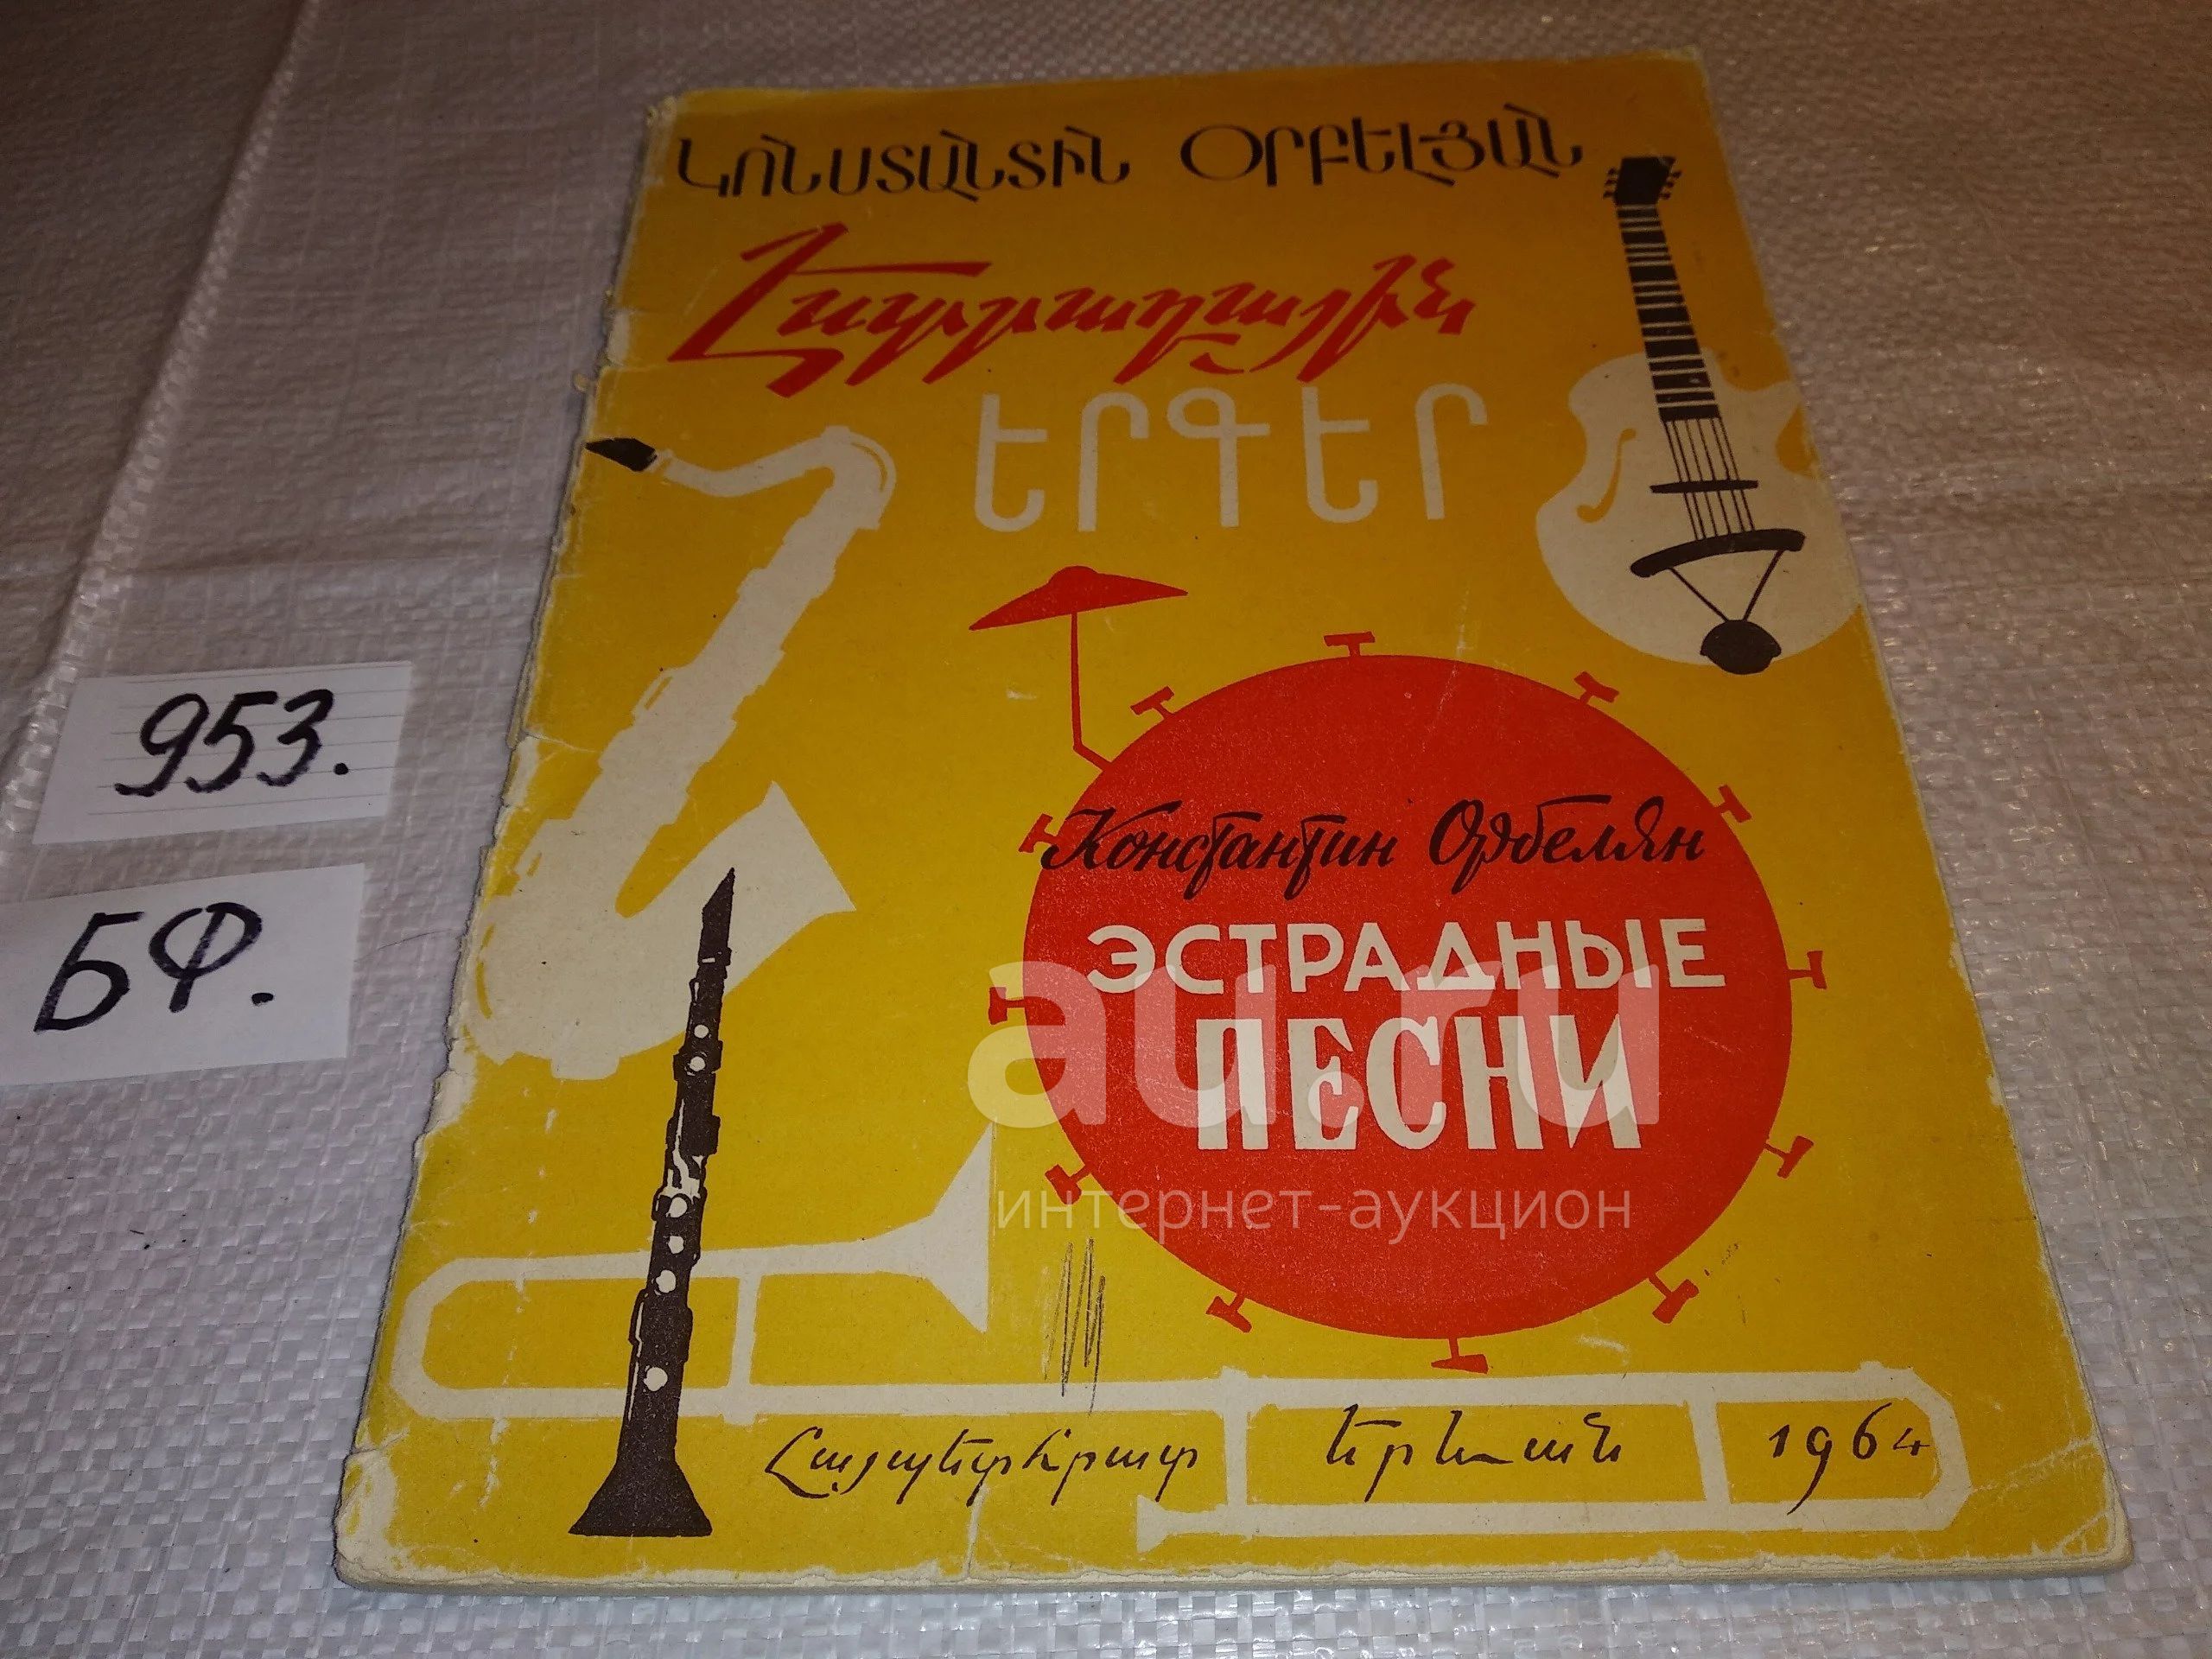 ԿՈՆՍՏԱՆՏԻՆ ՕՐԲԵԼՅԱՆ
Էստրադային
ԵՐԳԵՐ
953.
БФ.
Константин Орбелян
ЭСТРАДНЫЕ
ПЕСНИ
au.ru
интернет-аукцион
Հայպետհրատ Երևան 1964